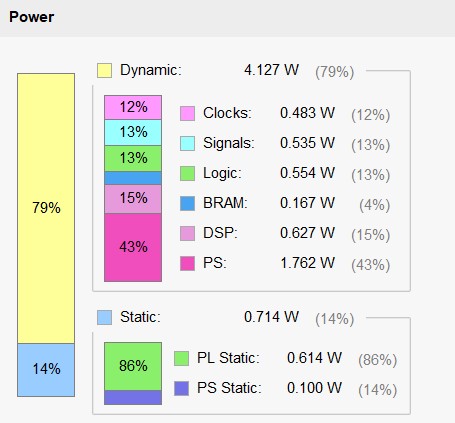 Power
Dynamic: 4.127 W (79%)
12% Clocks: 0.483 W (12%)
13% Signals: 0.535 W (13%)
13% Logic: 0.554 W (13%)
BRAM: 0.167 W (4%)
79% 15% DSP: 0.627 W (15%)
43% PS: 1.762 W (43%)
Static: 0.714 W (14%)
14% 86% PL Static: 0.614 W (86%)
PS Static: 0.100 W (14%)